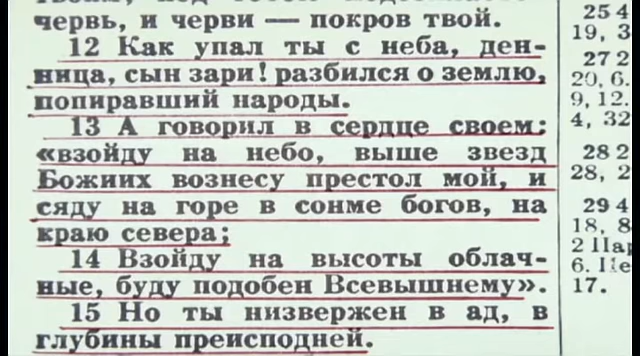 червь, и черви — покров твой.
12 Как упал ты с неба, ден-
ница, сын зари! разбился о землю,
попиравший народы.
13 А говорил в сердце своем:
«взойду на небо, выше звезд
Божиих вознесу престол мой, и
сяду на горе в сонме богов, на
краю севера;
14 Взойду на высоты облач-
ные, буду подобен Всевышнему».
15 Но ты низвержен в ад, в
глубины преисподней.
25 4
19, 3
27 2
20, 6.
9, 12.
4, 32
28 2
28, 2
29 4
18, 8
2 Пар
6. Пе
17.